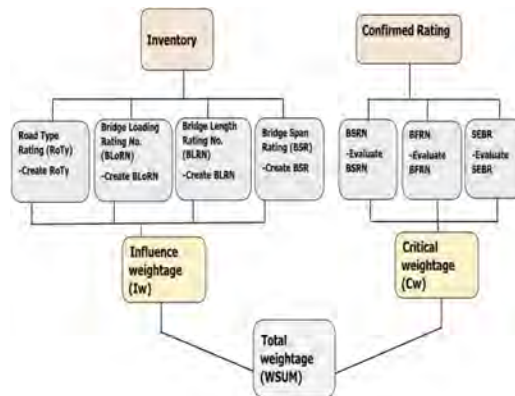 Inventory
Confirmed Rating
Road Type
Rating (RoTy)
-Create RoTy
Bridge Loading
Rating No.
(BLoRN)
-Create BLoRN
Bridge Length
Rating No.
(BLRN)
-Create BLRN
Bridge Span
Rating (BSR)
-Create BSR
BSRN
-Evaluate
BSRN
BFRN
-Evaluate
BFRN
SEBR
-Evaluate
SEBR
Influence
weightage
(Iw)
Critical
weightage
(Cw)
Total
weightage
(WSUM)